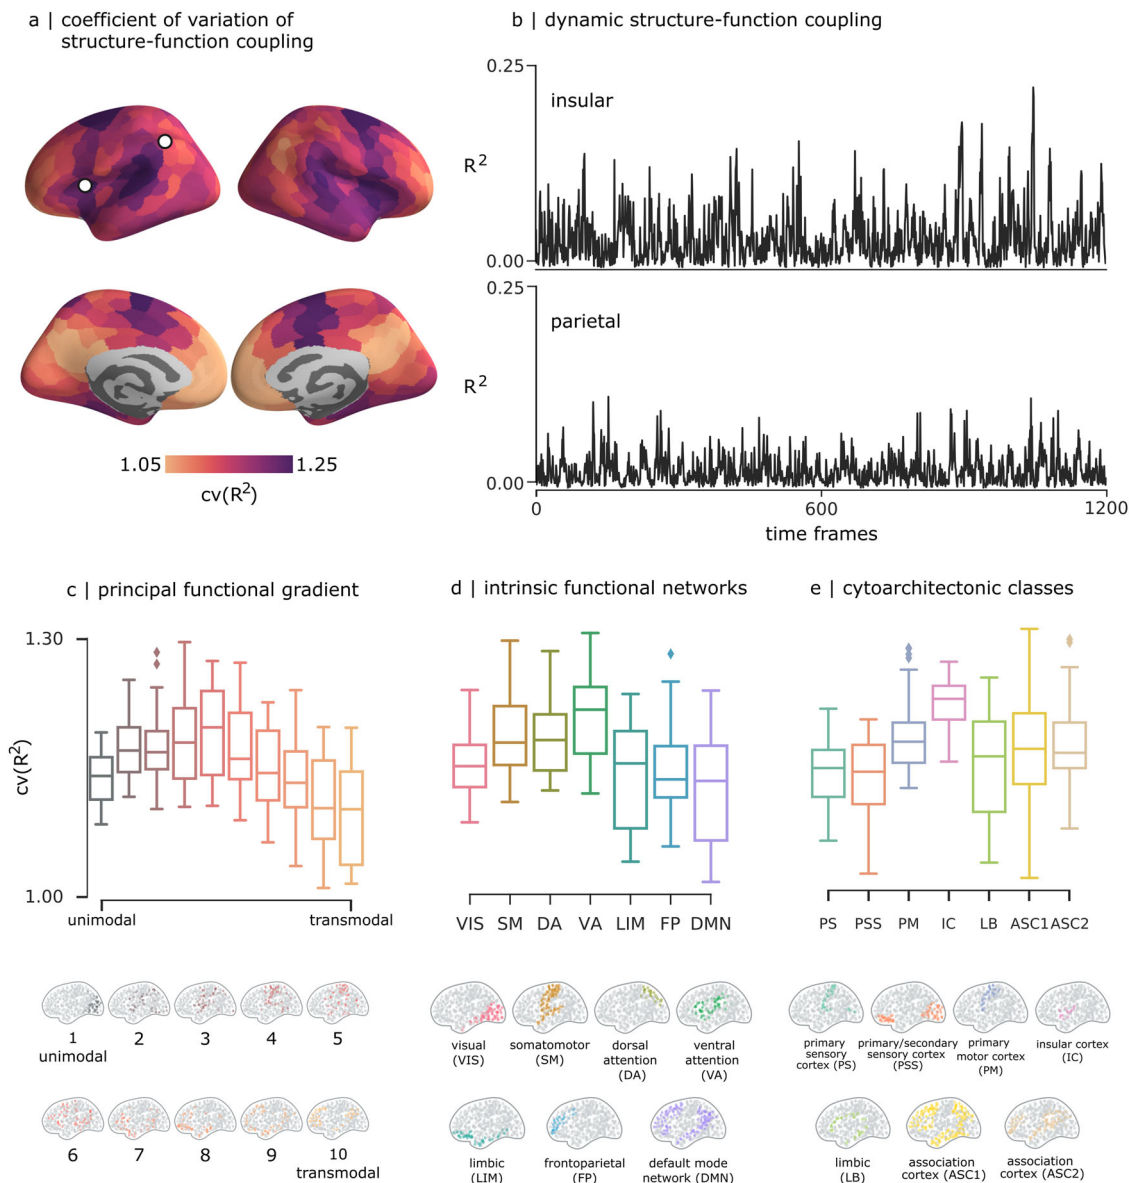 a | coefficient of variation of
structure-function coupling
b | dynamic structure-function coupling
0.25
insular
R²
0.00
0.25
parietal
R²
0.00
0
600
1200
time frames
1.05
1.25
cv(R²)
c | principal functional gradient
1.30
cv(R²)
1.00
unimodal
transmodal
1
unimodal
2
3
4
5
6
7
8
9
10
transmodal
d | intrinsic functional networks
VIS SM DA VA LIM FP DMN
visual
(VIS)
somatomotor
(SM)
dorsal
attention
(DA)
ventral
attention
(VA)
limbic
(LIM)
frontoparietal
(FP)
default mode
network (DMN)
e | cytoarchitectonic classes
PS PSS PM IC LB ASC1 ASC2
primary
sensory
cortex (PS)
primary/secondary
sensory cortex
(PSS)
primary
motor cortex
(PM)
insular cortex
(IC)
limbic
(LB)
association
cortex (ASC1)
association
cortex (ASC2)